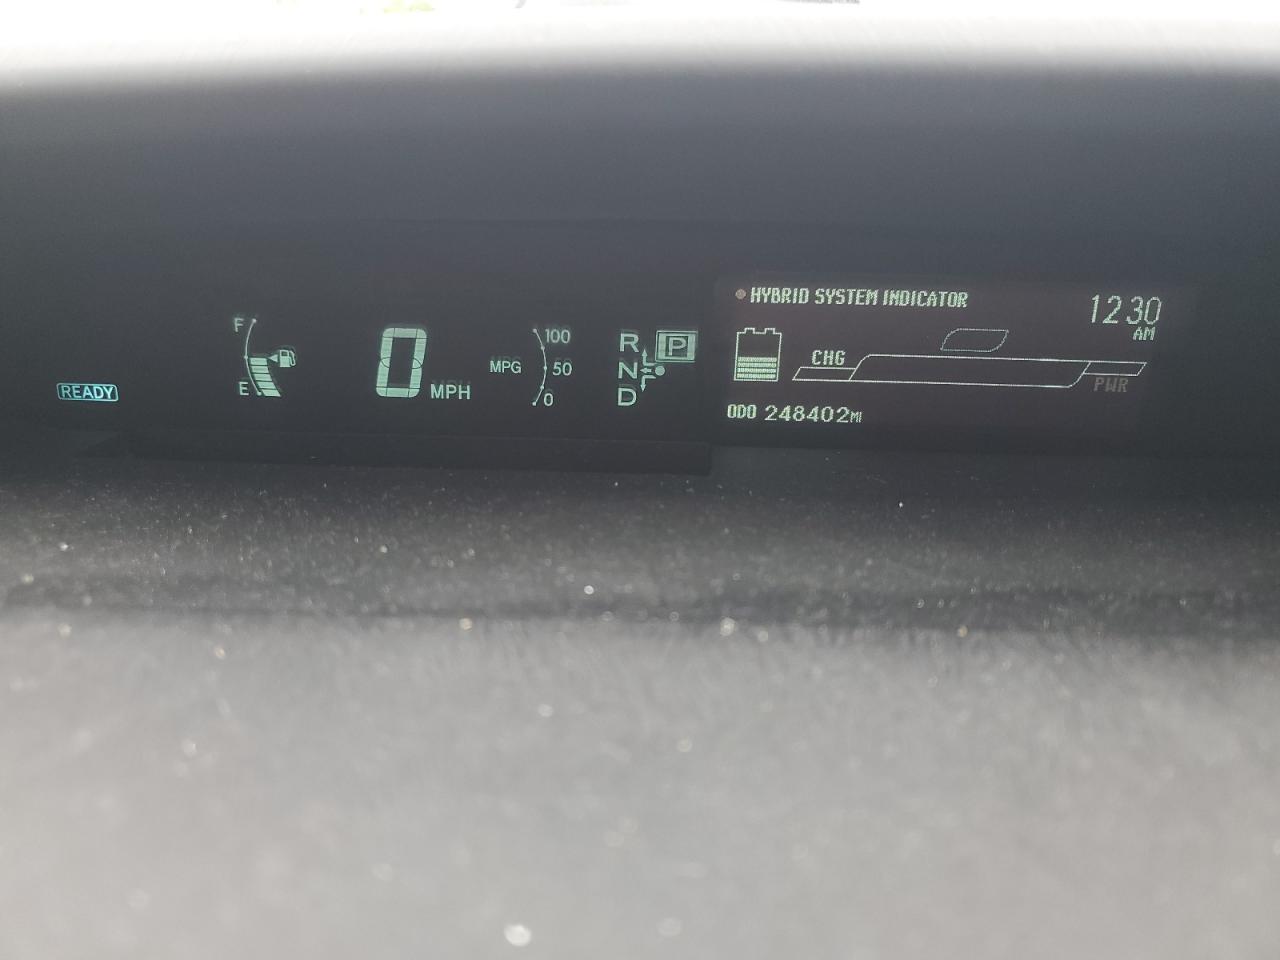 HYBRID SYSTEM INDICATOR
12:30
AM
F
E
READY
0 MPH
MPG
100
50
0
R
P
N
D
CHG
PWR
ODO 248402MI